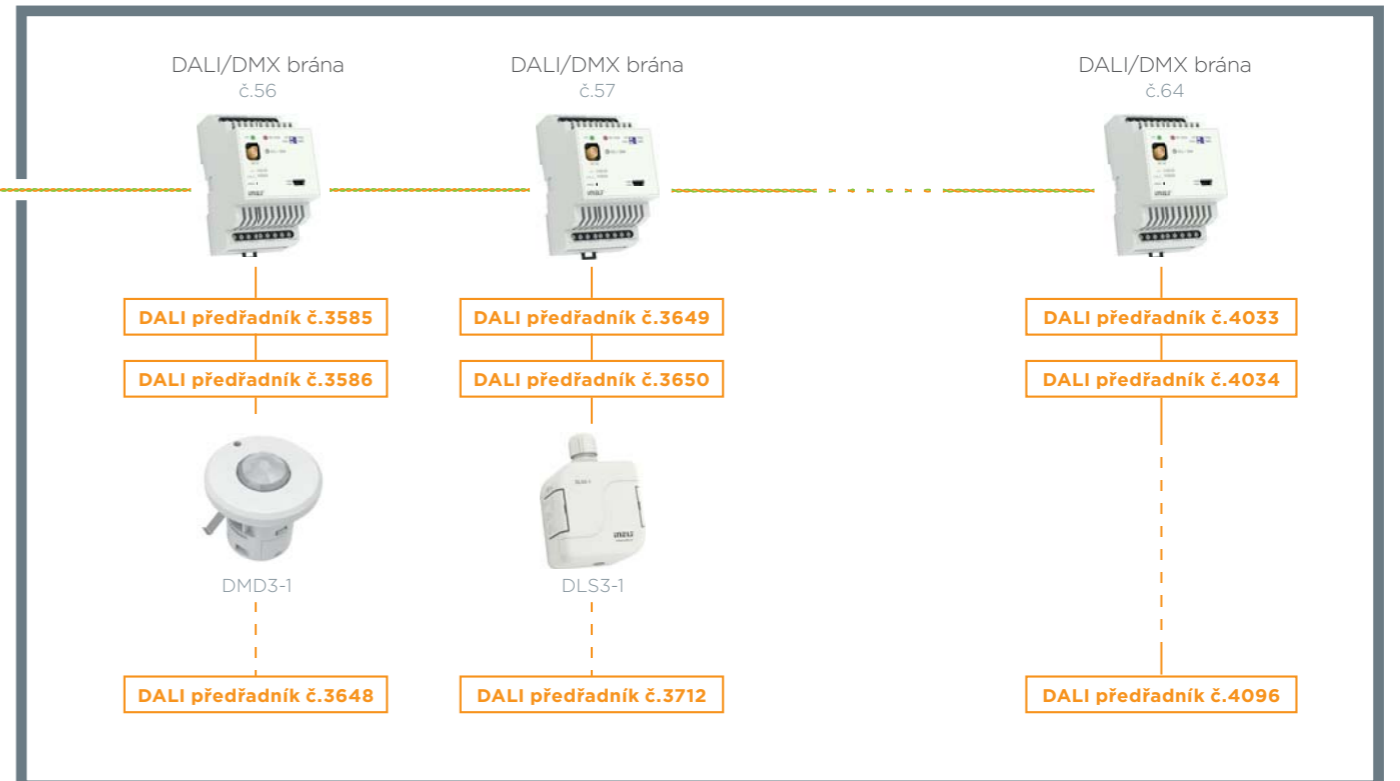 DALI/DMX brána
č.56
DALI/DMX brána
č.57
DALI/DMX brána
č.64
DALI předřadník č.3585
DALI předřadník č.3649
DALI předřadník č.4033
DALI předřadník č.3586
DALI předřadník č.3650
DALI předřadník č.4034
DMD3-1
DLS3-1
DALI předřadník č.3648
DALI předřadník č.3712
DALI předřadník č.4096